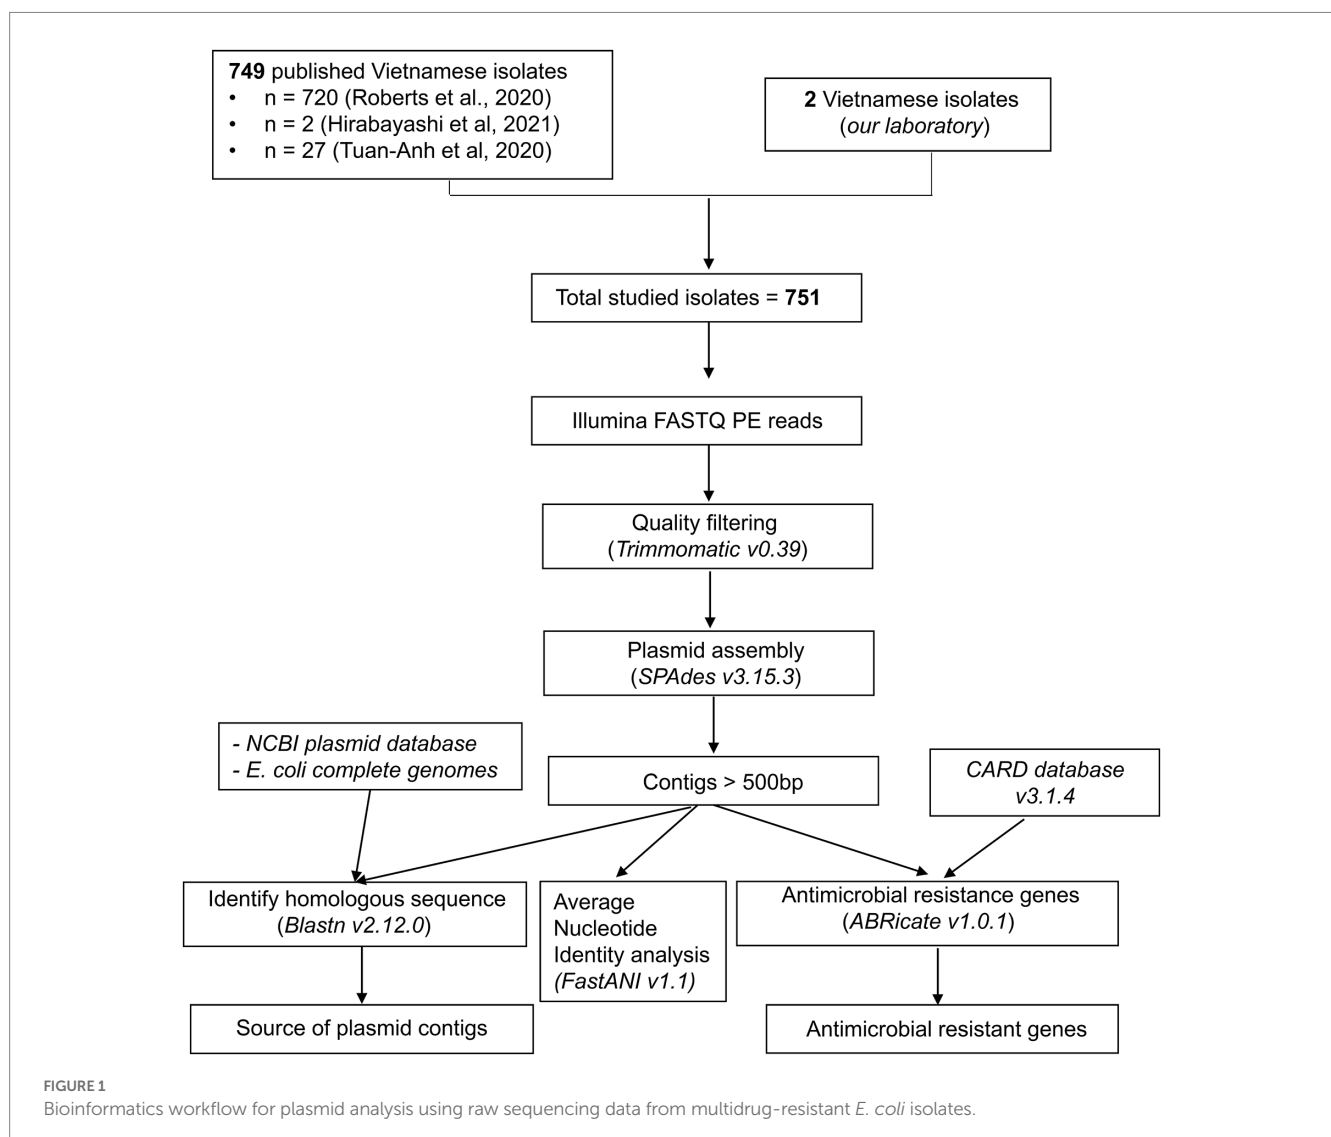 749 published Vietnamese isolates
• n = 720 (Roberts et al., 2020)
• n = 2 (Hirabayashi et al, 2021)
• n = 27 (Tuan-Anh et al, 2020)
2 Vietnamese isolates
(our laboratory)
Total studied isolates = 751
Illumina FASTQ PE reads
Quality filtering
(Trimmomatic v0.39)
Plasmid assembly
(SPAdes v3.15.3)
- NCBI plasmid database
- E. coli complete genomes
Contigs > 500bp
CARD database
v3.1.4
Identify homologous sequence
(Blastn v2.12.0)
Average
Nucleotide
Identity analysis
(FastANI v1.1)
Antimicrobial resistance genes
(ABRicate v1.0.1)
Source of plasmid contigs
Antimicrobial resistant genes
FIGURE 1
Bioinformatics workflow for plasmid analysis using raw sequencing data from multidrug-resistant E. coli isolates.